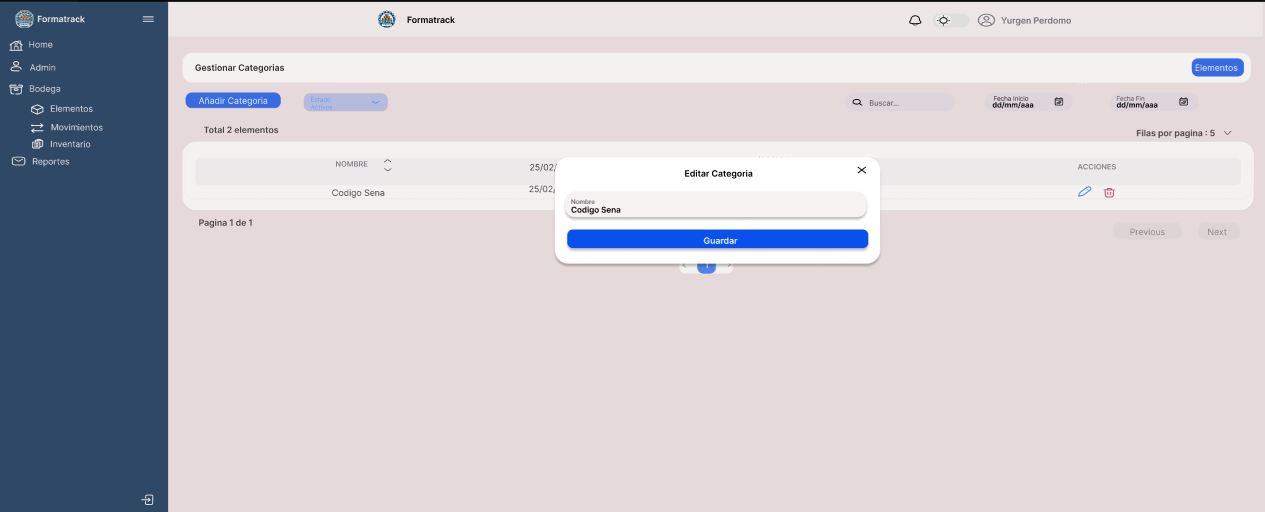 Formatrack
Formatrack
Yurgen Perdomo
Home
Admin
Bodega
Elementos
Movimientos
Inventario
Reportes
Gestionar Categorias
Elementos
Añadir Categoria
Estado
Activos
Buscar...
Fecha Inicio
dd/mm/aaa
Fecha Fin
dd/mm/aaa
Total 2 elementos
Filas por pagina : 5
NOMBRE
25/02/
ACCIONES
Codigo Sena
25/02/
Editar Categoria
Nombre
Codigo Sena
Guardar
Pagina 1 de 1
Previous
Next